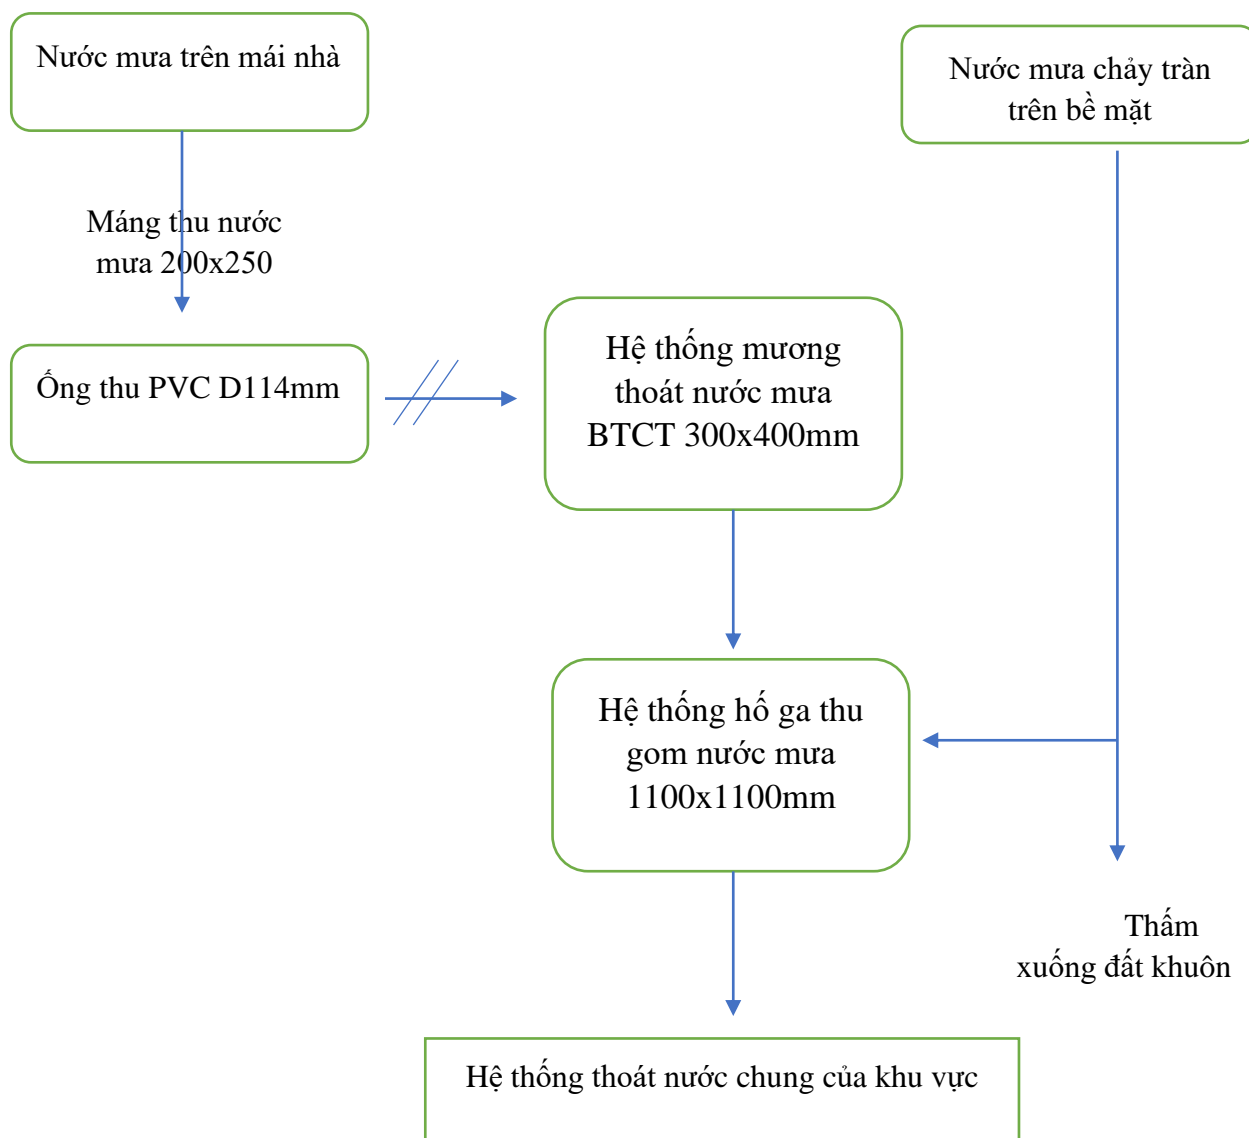 Nước mưa trên mái nhà
Nước mưa chảy tràn
trên bề mặt
Máng thu nước
mưa 200x250
Ống thu PVC D114mm
Hệ thống mương
thoát nước mưa
BTCT 300x400mm
Hệ thống hố ga thu
gom nước mưa
1100x1100mm
Thấm
xuống đất khuôn
Hệ thống thoát nước chung của khu vực